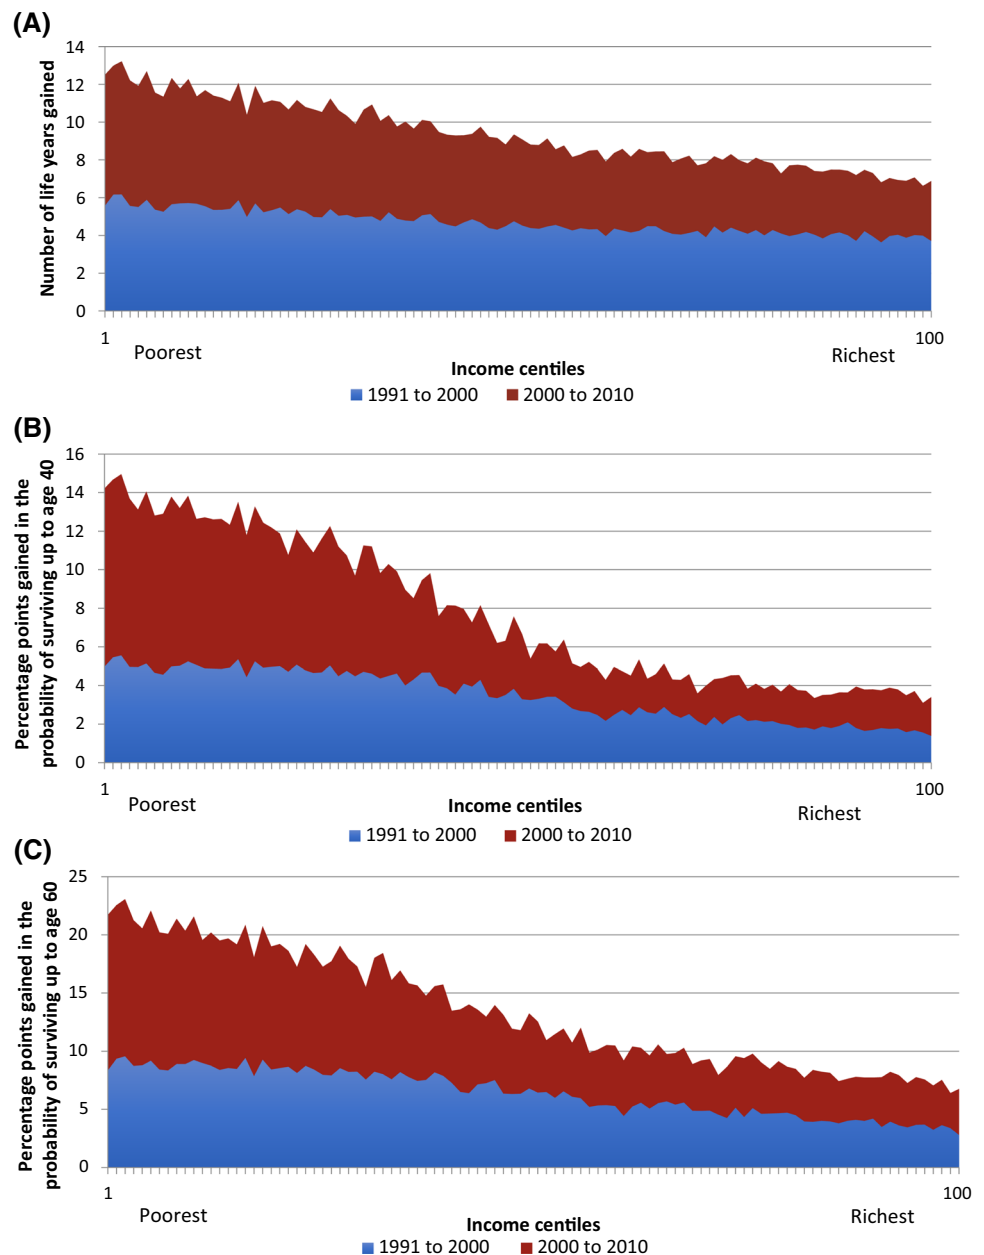 (A)
Number of life years gained
14
12
10
8
6
4
2
0
1
100
Poorest
Richest
Income centiles
1991 to 2000
2000 to 2010
(B)
Percentage points gained in the
probability of surviving up to age 40
16
14
12
10
8
6
4
2
0
1
100
Poorest
Richest
Income centiles
1991 to 2000
2000 to 2010
(C)
Percentage points gained in the
probability of surviving up to age 60
25
20
15
10
5
0
1
100
Poorest
Richest
Income centiles
1991 to 2000
2000 to 2010